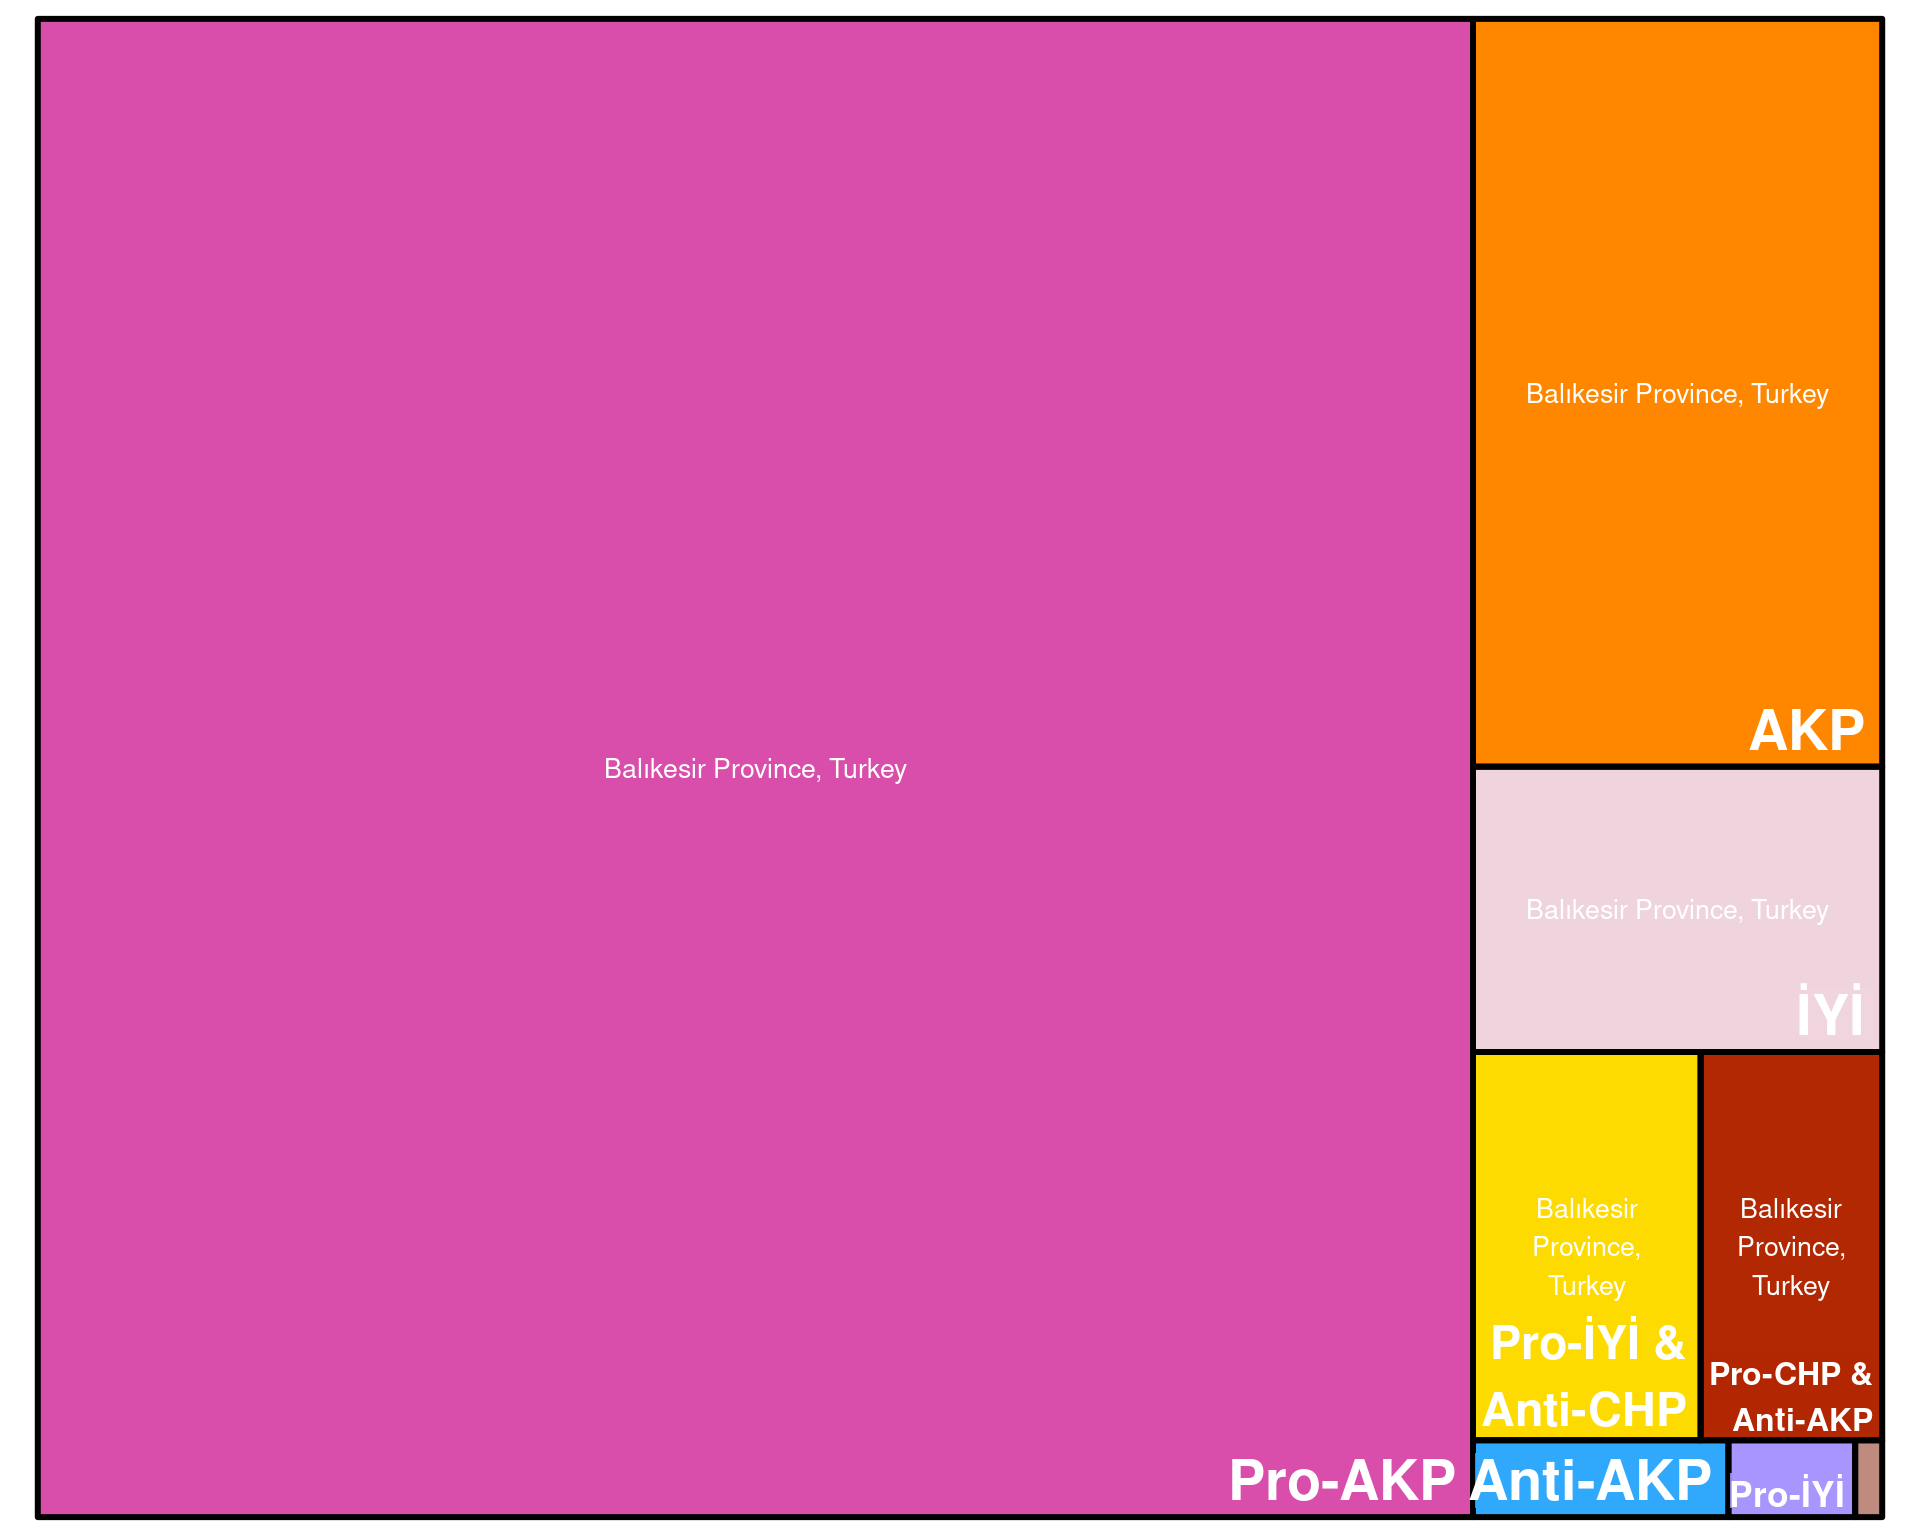 Balıkesir Province, Turkey
Pro-AKP
Balıkesir Province, Turkey
AKP
Balıkesir Province, Turkey
İYİ
Balıkesir
Province,
Turkey
Pro-İYİ &
Anti-CHP
Balıkesir
Province,
Turkey
Pro-CHP &
Anti-AKP
Anti-AKP
Pro-İYİ